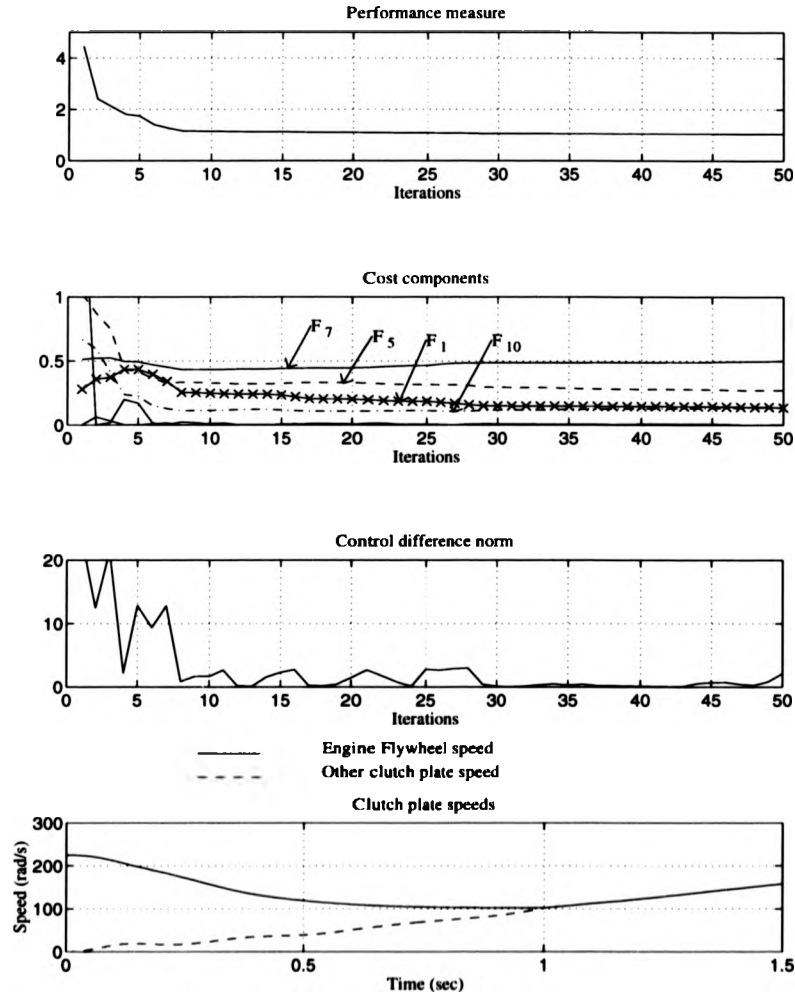 Performance measure
4
2
0
0 5 10 15 20 25 30 35 40 45 50
Iterations
Cost components
1
0.5
0
F 7
F 5
F 1
F 10
0 5 10 15 20 25 30 35 40 45 50
Iterations
Control difference norm
20
10
0
0 5 10 15 20 25 30 35 40 45 50
Iterations
Engine Flywheel speed
Other clutch plate speed
Clutch plate speeds
Speed (rad/s)
300
200
100
0
0 0.5 1 1.5
Time (sec)